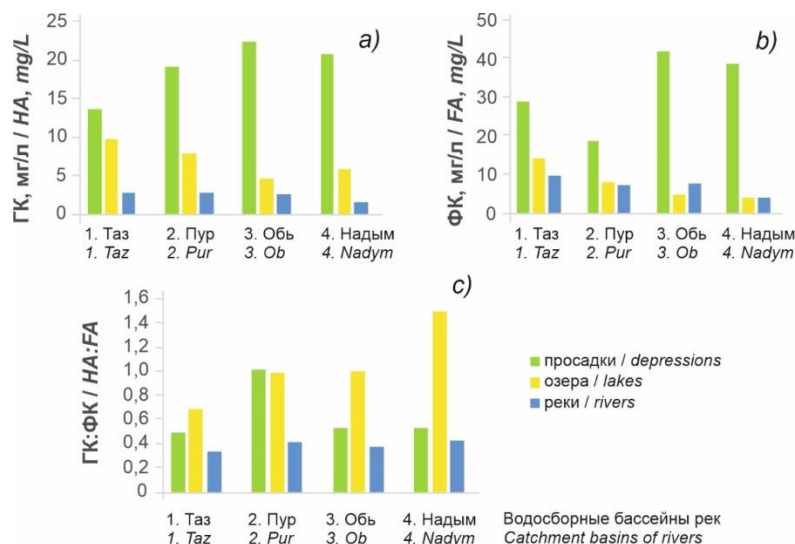 a)
ГК, мг/л / HA, mg/L
25
20
15
10
5
0
1. Таз 2. Пур 3. Обь 4. Надым
1. Taz 2. Pur 3. Ob 4. Nadym
b)
ФК, мг/л / FA, mg/L
50
40
30
20
10
0
1. Таз 2. Пур 3. Обь 4. Надым
1. Taz 2. Pur 3. Ob 4. Nadym
c)
ГК:ФК / HA:FA
1,6
1,4
1,2
1,0
0,8
0,6
0,4
0,2
0
1. Таз 2. Пур 3. Обь 4. Надым
1. Taz 2. Pur 3. Ob 4. Nadym
просадки / depressions
озера / lakes
реки / rivers
Водосборные бассейны рек
Catchment basins of rivers